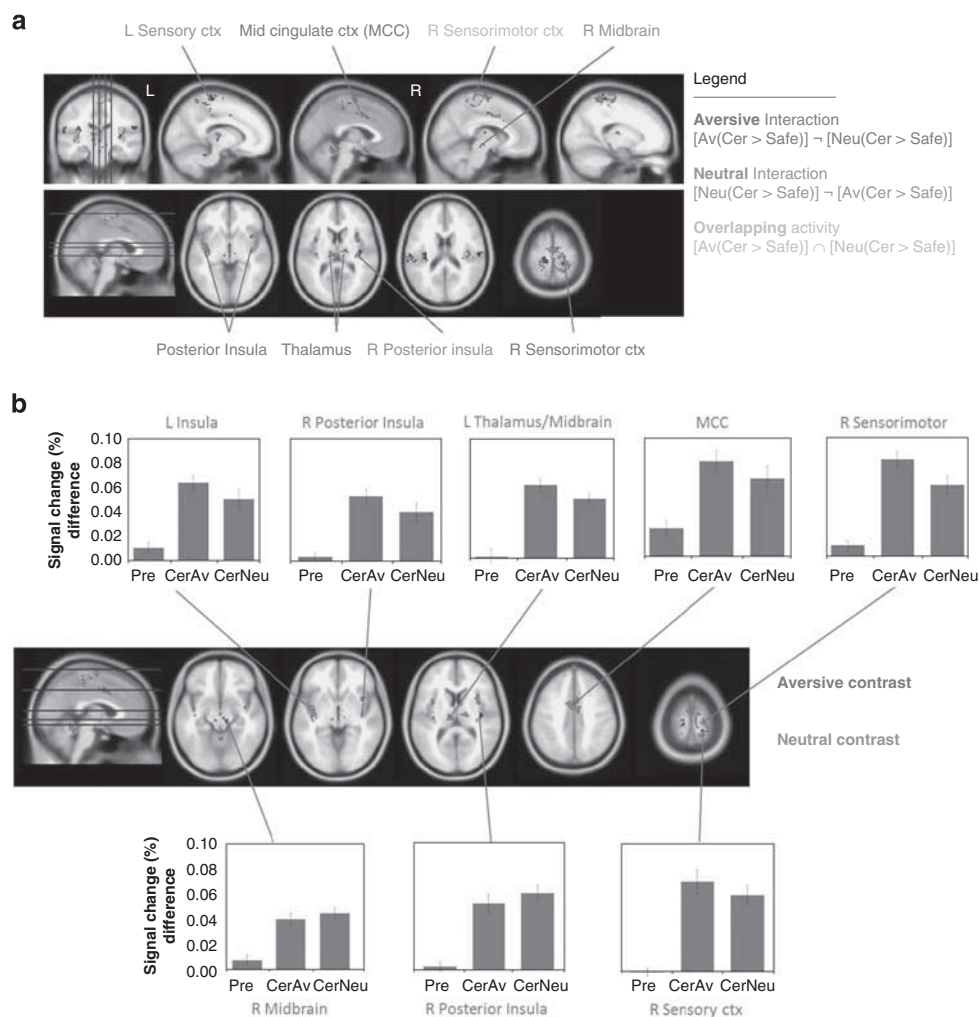 a
L Sensory ctx Mid cingulate ctx (MCC) R Sensorimotor ctx R Midbrain
L R
Legend
Aversive Interaction
[Av(Cer > Safe)] ¬ [Neu(Cer > Safe)]
Neutral Interaction
[Neu(Cer > Safe)] ¬ [Av(Cer > Safe)]
Overlapping activity
[Av(Cer > Safe)] ∩ [Neu(Cer > Safe)]
Posterior Insula Thalamus R Posterior insula R Sensorimotor ctx
b
L Insula R Posterior Insula L Thalamus/Midbrain MCC R Sensorimotor
Signal change (%)
difference
0.10
0.08
0.06
0.04
0.02
0.00
Pre CerAv CerNeu Pre CerAv CerNeu Pre CerAv CerNeu Pre CerAv CerNeu Pre CerAv CerNeu
Aversive contrast
Neutral contrast
Signal change (%)
difference
0.10
0.08
0.06
0.04
0.02
0.00
Pre CerAv CerNeu Pre CerAv CerNeu Pre CerAv CerNeu
R Midbrain R Posterior Insula R Sensory ctx